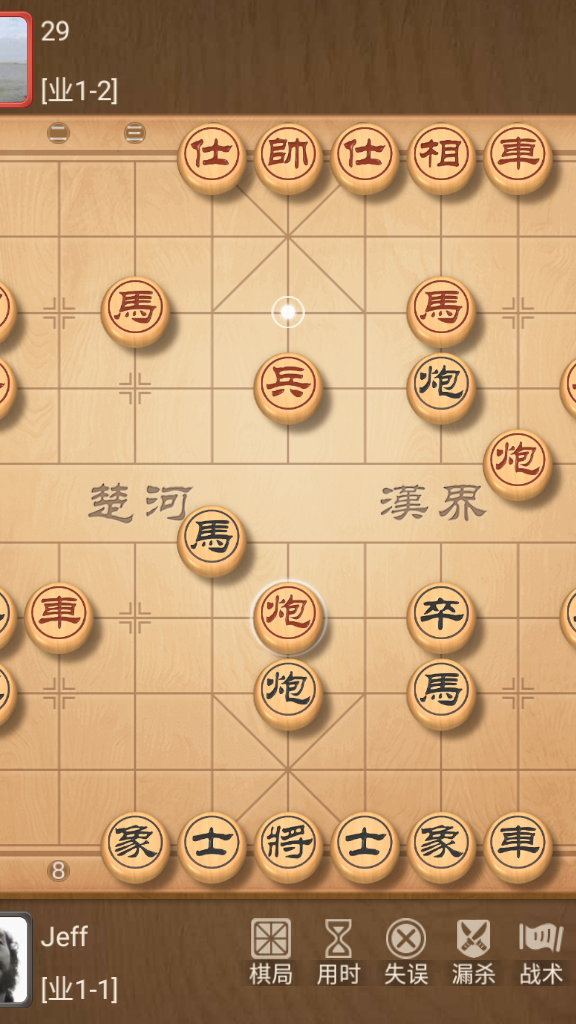 29
[业1-2]
二 三
仕 帥 仕 相 車
馬 馬
兵 炮
炮
楚河 漢界
馬
車 炮 卒
炮 馬
象 士 將 士 象 車
8
Jeff
[业1-1]
棋局 用时 失误 漏杀 战术